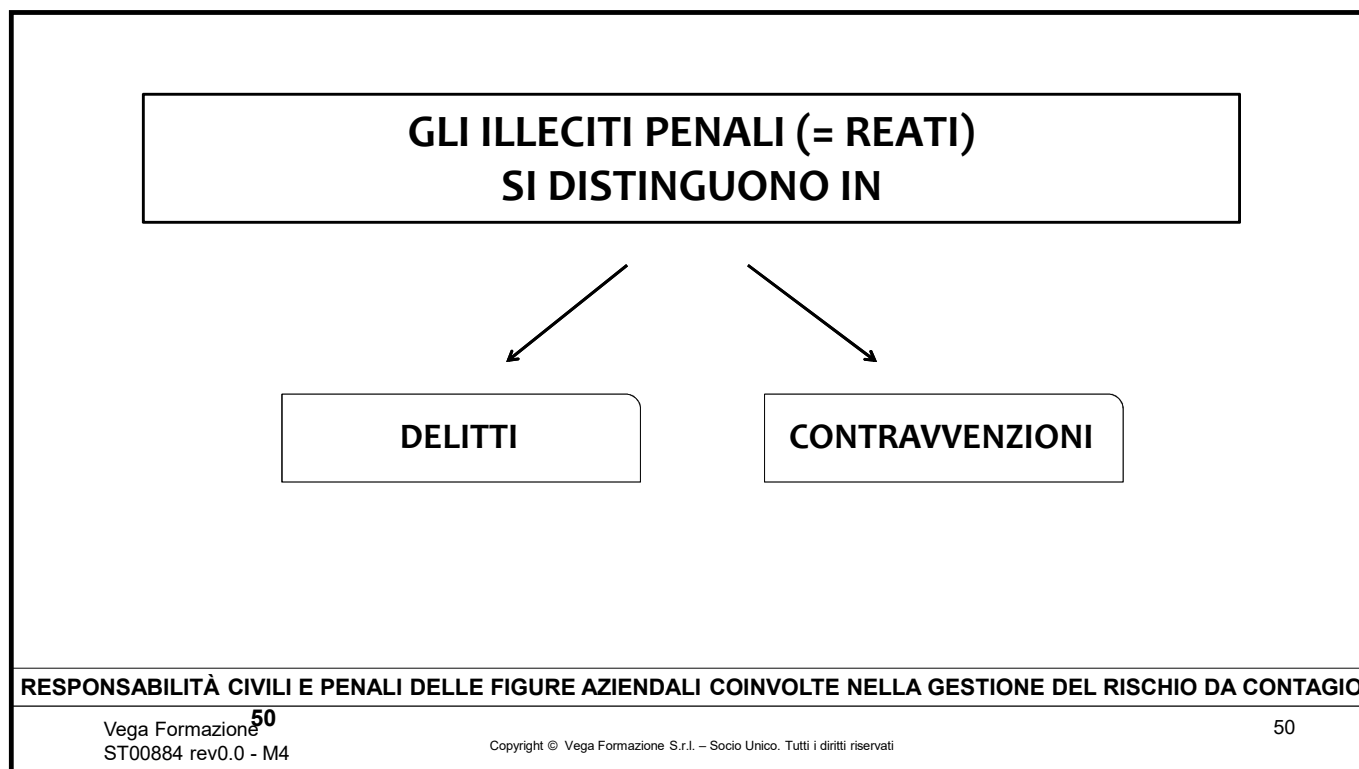 GLI ILLECITI PENALI (= REATI)
SI DISTINGUONO IN
DELITTI
CONTRAVVENZIONI
RESPONSABILITÀ CIVILI E PENALI DELLE FIGURE AZIENDALI COINVOLTE NELLA GESTIONE DEL RISCHIO DA CONTAGIO
50
Vega Formazione
ST00884 rev0.0 - M4
Copyright © Vega Formazione S.r.l. – Socio Unico. Tutti i diritti riservati
50